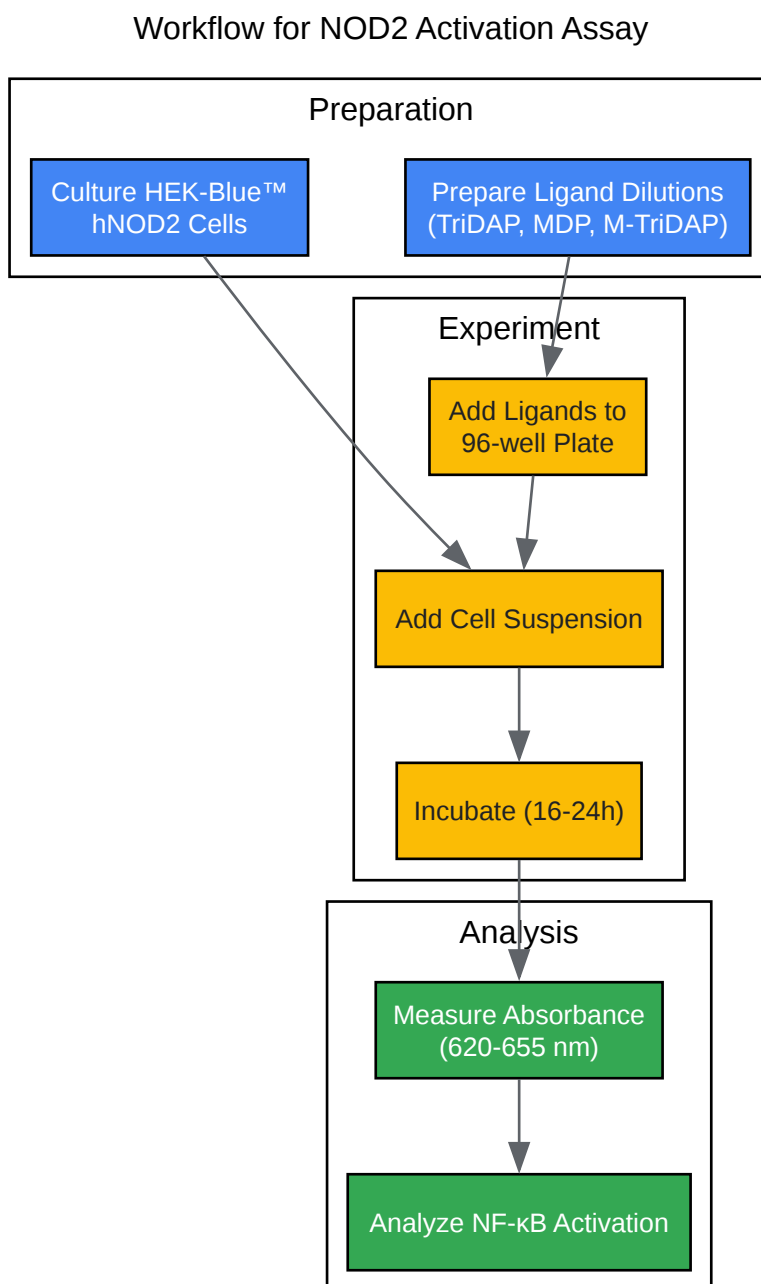 Workflow for NOD2 Activation Assay
Preparation
Culture HEK-Blue™
hNOD2 Cells
Prepare Ligand Dilutions
(TriDAP, MDP, M-TriDAP)
Experiment
Add Ligands to
96-well Plate
Add Cell Suspension
Incubate (16-24h)
Analysis
Measure Absorbance
(620-655 nm)
Analyze NF-κB Activation